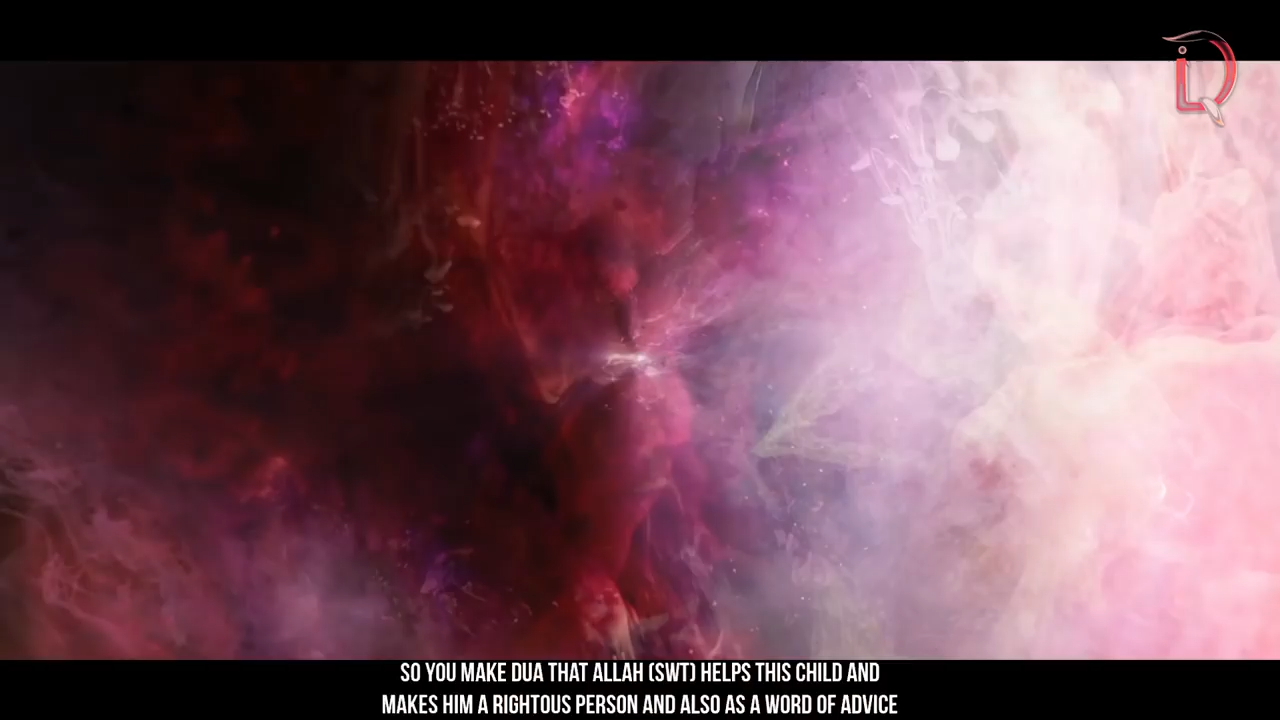 iD
SO YOU MAKE DUA THAT ALLAH (SWT) HELPS THIS CHILD AND
MAKES HIM A RIGHTOUS PERSON AND ALSO AS A WORD OF ADVICE